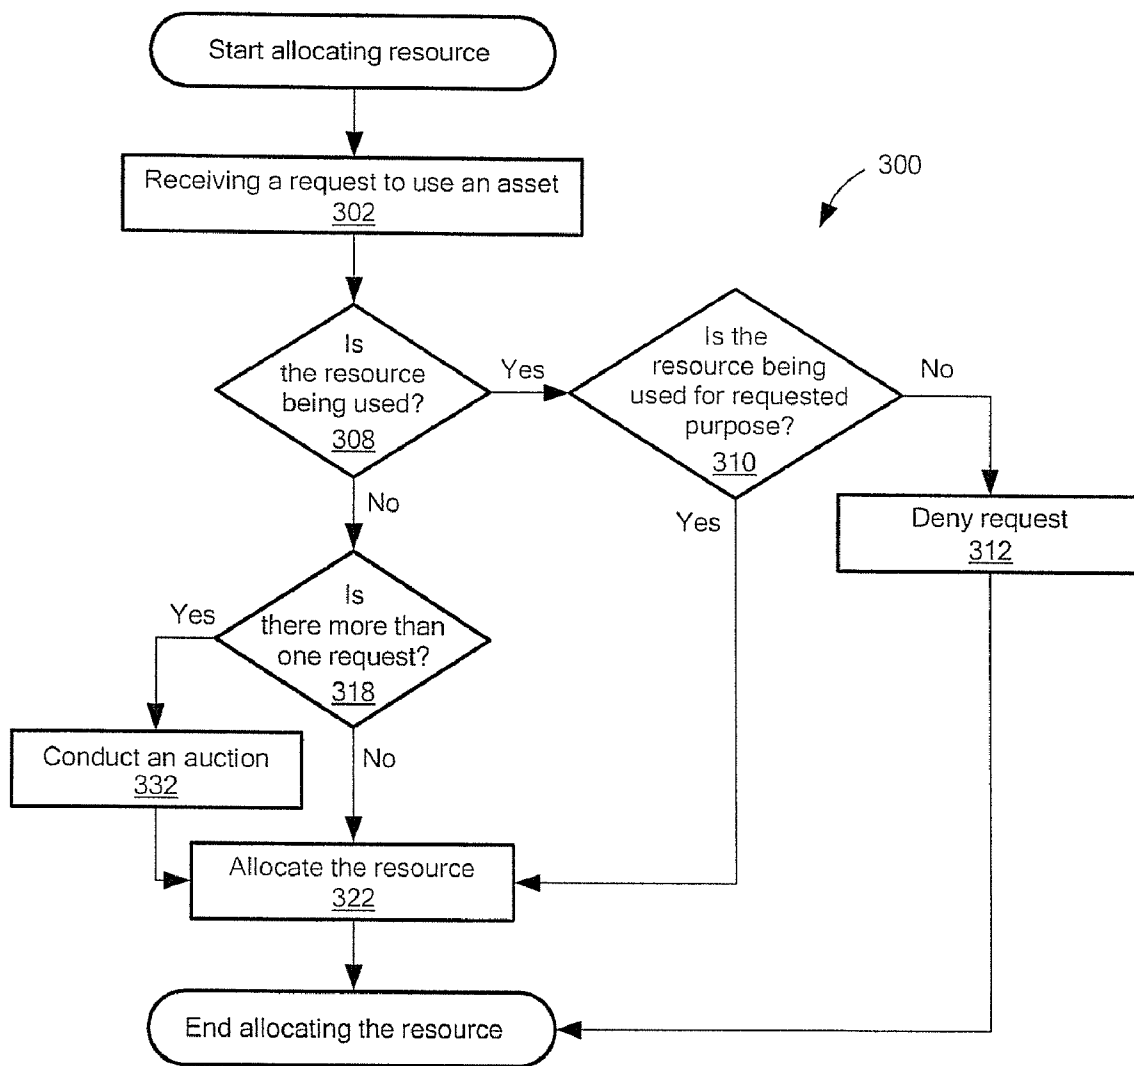 Start allocating resource
Receiving a request to use an asset
302
300
Is
the resource
being used?
308
Yes
Is the
resource being
used for requested
purpose?
310
No
No
Yes
Deny request
312
Is
there more than
one request?
318
Yes
No
Conduct an auction
332
Allocate the resource
322
End allocating the resource